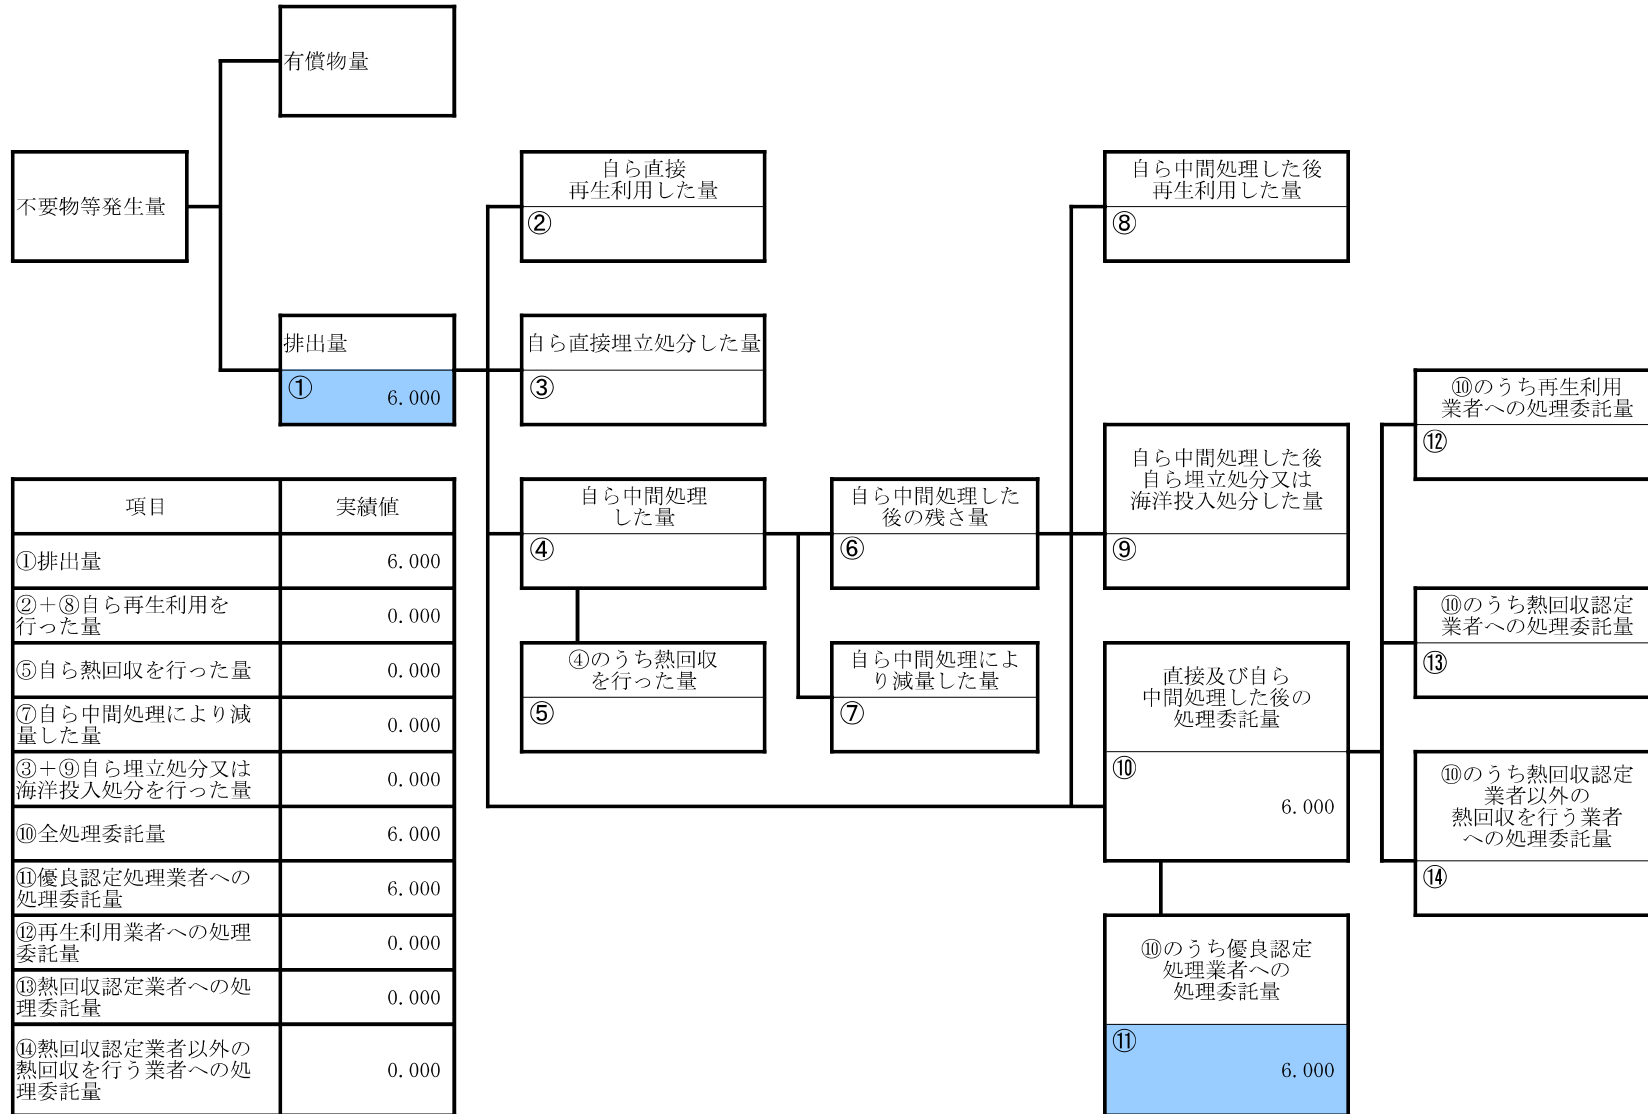 有償物量
不要物等発生量
自ら直接
再生利用した量
②
自ら中間処理した後
再生利用した量
⑧
排出量
① 6.000
自ら直接埋立処分した量
③
⑩のうち再生利用
業者への処理委託量
⑫
自ら中間処理
した量
④
自ら中間処理した
後の残さ量
⑥
自ら中間処理した後
自ら埋立処分又は
海洋投入処分した量
⑨
④のうち熱回収
を行った量
⑤
自ら中間処理によ
り減量した量
⑦
⑩のうち熱回収認定
業者への処理委託量
⑬
直接及び自ら
中間処理した後の
処理委託量
⑩
6.000
⑩のうち熱回収認定
業者以外の
熱回収を行う業者
への処理委託量
⑭
⑩のうち優良認定
処理業者への
処理委託量
⑪
6.000
項目 実績値
①排出量 6.000
②+⑧自ら再生利用を
行った量 0.000
⑤自ら熱回収を行った量 0.000
⑦自ら中間処理により減
量した量 0.000
③+⑨自ら埋立処分又は
海洋投入処分を行った量 0.000
⑩全処理委託量 6.000
⑪優良認定処理業者への
処理委託量 6.000
⑫再生利用業者への処理
委託量 0.000
⑬熱回収認定業者への処
理委託量 0.000
⑭熱回収認定業者以外の
熱回収を行う業者への処
理委託量 0.000